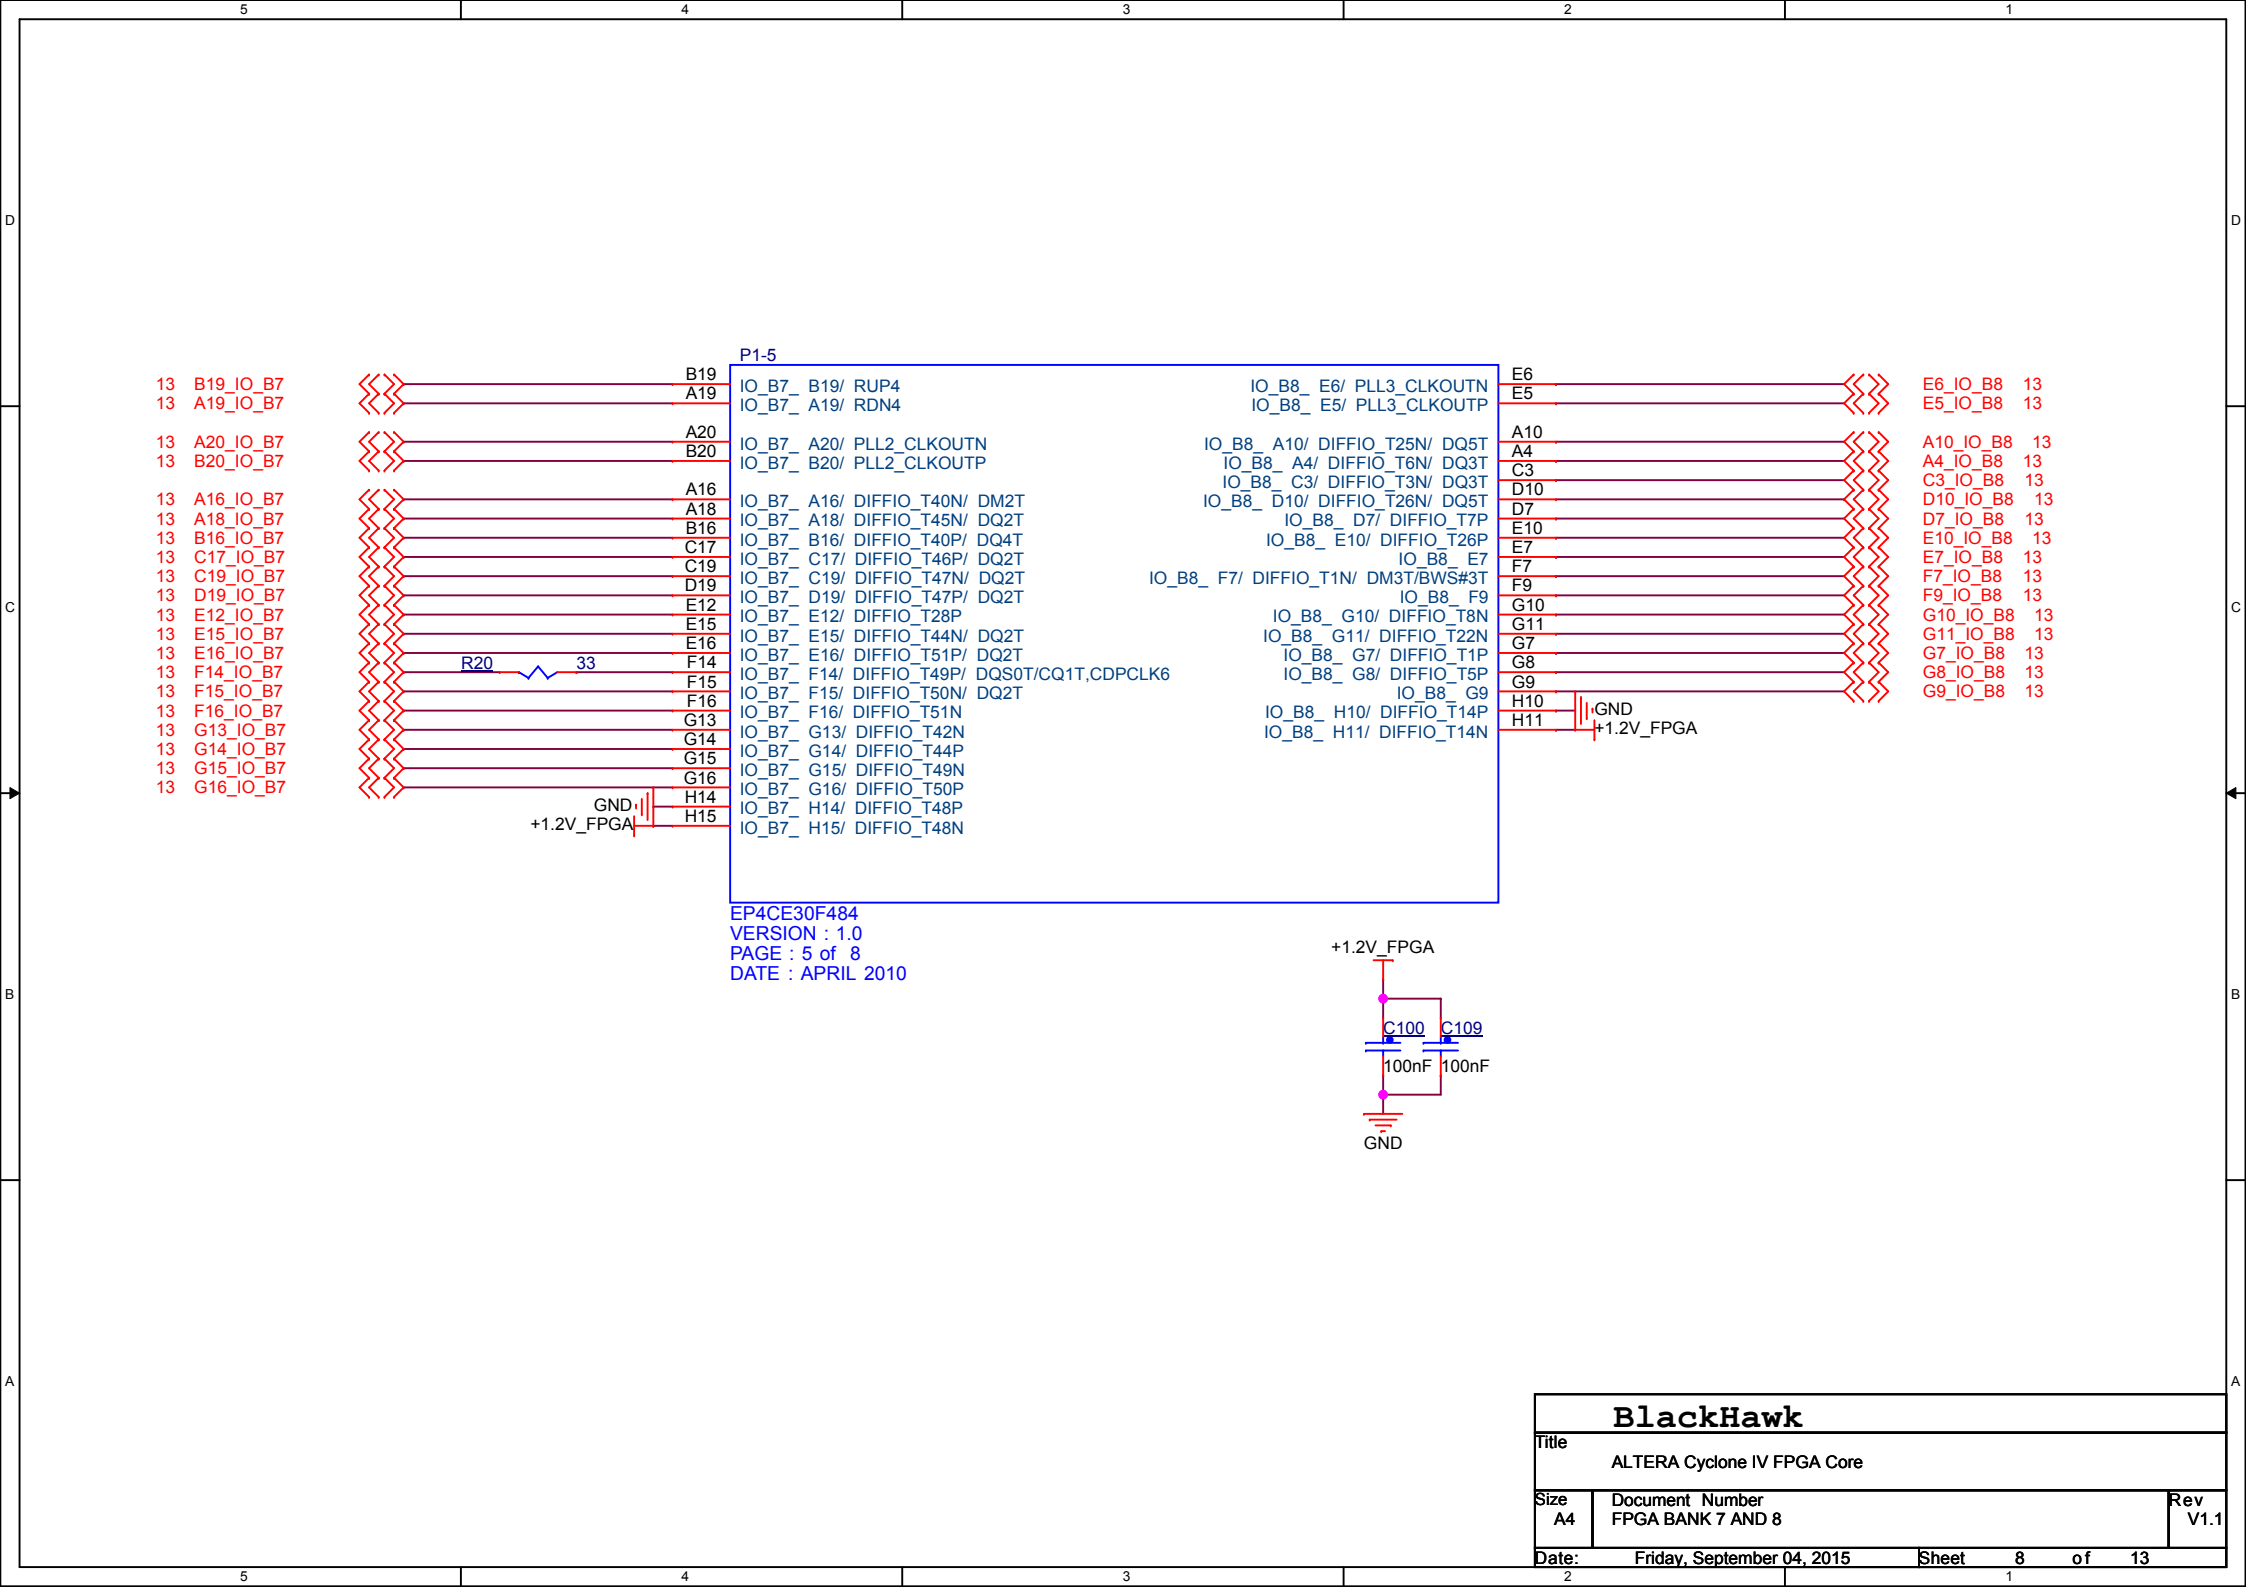 5 4 3 2 1
D D
C C
B B
A A
P1-5
13 B19_IO_B7 B19 IO_B7_ B19/ RUP4
13 A19_IO_B7 A19 IO_B7_ A19/ RDN4
13 A20_IO_B7 A20 IO_B7_ A20/ PLL2_CLKOUTN
13 B20_IO_B7 B20 IO_B7_ B20/ PLL2_CLKOUTP
13 A16_IO_B7 A16 IO_B7_ A16/ DIFFIO_T40N/ DM2T
13 A18_IO_B7 A18 IO_B7_ A18/ DIFFIO_T45N/ DQ2T
13 B16_IO_B7 B16 IO_B7_ B16/ DIFFIO_T40P/ DQ4T
13 C17_IO_B7 C17 IO_B7_ C17/ DIFFIO_T46P/ DQ2T
13 C19_IO_B7 C19 IO_B7_ C19/ DIFFIO_T47N/ DQ2T
13 D19_IO_B7 D19 IO_B7_ D19/ DIFFIO_T47P/ DQ2T
13 E12_IO_B7 E12 IO_B7_ E12/ DIFFIO_T28P
13 E15_IO_B7 E15 IO_B7_ E15/ DIFFIO_T44N/ DQ2T
13 E16_IO_B7 E16 IO_B7_ E16/ DIFFIO_T51P/ DQ2T
13 F14_IO_B7 R20 33 F14 IO_B7_ F14/ DIFFIO_T49P/ DQS0T/CQ1T,CDPCLK6
13 F15_IO_B7 F15 IO_B7_ F15/ DIFFIO_T50N/ DQ2T
13 F16_IO_B7 F16 IO_B7_ F16/ DIFFIO_T51N
13 G13_IO_B7 G13 IO_B7_ G13/ DIFFIO_T42N
13 G14_IO_B7 G14 IO_B7_ G14/ DIFFIO_T44P
13 G15_IO_B7 G15 IO_B7_ G15/ DIFFIO_T49N
13 G16_IO_B7 G16 IO_B7_ G16/ DIFFIO_T50P
GND H14 IO_B7_ H14/ DIFFIO_T48P
+1.2V_FPGA H15 IO_B7_ H15/ DIFFIO_T48N
IO_B8_ E6/ PLL3_CLKOUTN E6 E6_IO_B8 13
IO_B8_ E5/ PLL3_CLKOUTP E5 E5_IO_B8 13
IO_B8_ A10/ DIFFIO_T25N/ DQ5T A10 A10_IO_B8 13
IO_B8_ A4/ DIFFIO_T6N/ DQ3T A4 A4_IO_B8 13
IO_B8_ C3/ DIFFIO_T3N/ DQ3T C3 C3_IO_B8 13
IO_B8_ D10/ DIFFIO_T26N/ DQ5T D10 D10_IO_B8 13
IO_B8_ D7/ DIFFIO_T7P D7 D7_IO_B8 13
IO_B8_ E10/ DIFFIO_T26P E10 E10_IO_B8 13
IO_B8_ E7 E7 E7_IO_B8 13
IO_B8_ F7/ DIFFIO_T1N/ DM3T/BWS#3T F7 F7_IO_B8 13
IO_B8_ F9 F9 F9_IO_B8 13
IO_B8_ G10/ DIFFIO_T8N G10 G10_IO_B8 13
IO_B8_ G11/ DIFFIO_T22N G11 G11_IO_B8 13
IO_B8_ G7/ DIFFIO_T1P G7 G7_IO_B8 13
IO_B8_ G8/ DIFFIO_T5P G8 G8_IO_B8 13
IO_B8_ G9 G9 G9_IO_B8 13
IO_B8_ H10/ DIFFIO_T14P H10 GND
IO_B8_ H11/ DIFFIO_T14N H11 +1.2V_FPGA
EP4CE30F484
VERSION : 1.0
PAGE : 5 of 8
DATE : APRIL 2010
+1.2V_FPGA
C100 C109
100nF 100nF
GND
BlackHawk
Title
ALTERA Cyclone IV FPGA Core
Size Document Number Rev
A4 FPGA BANK 7 AND 8 V1.1
Date: Friday, September 04, 2015 Sheet 8 of 13
5 4 3 2 1